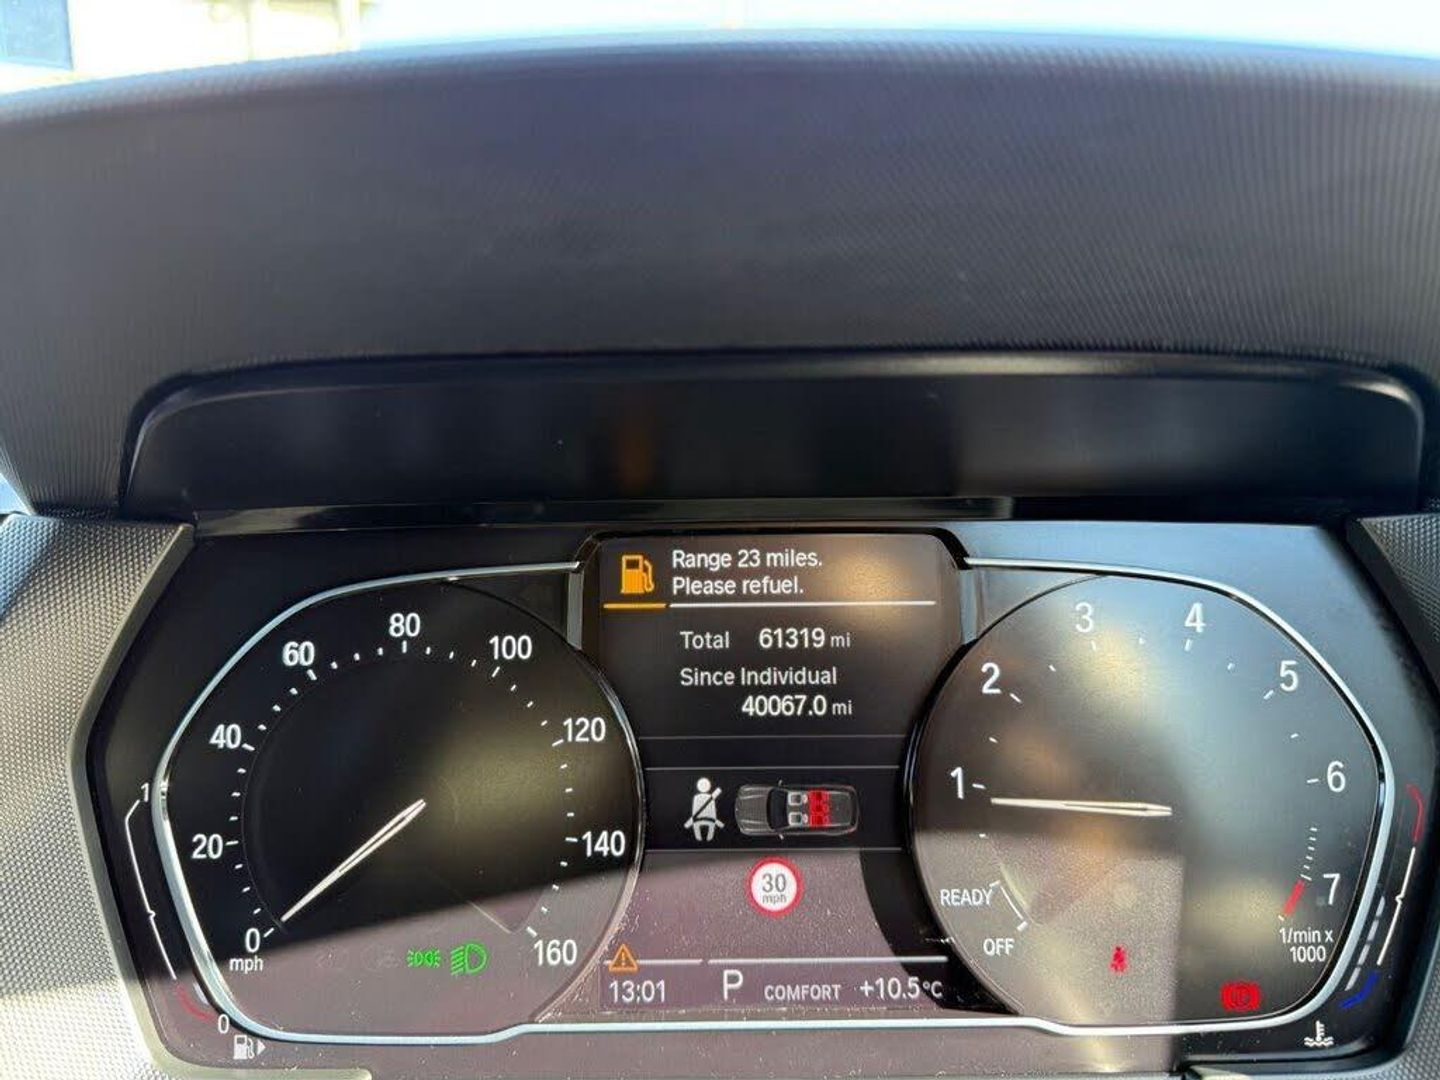 Range 23 miles.
Please refuel.
Total 61319 mi
Since Individual
40067.0 mi
0
20
40
60
80
100
120
140
160
mph
1
0
30
mph
13:01 P COMFORT +10.5°C
1
2
3
4
5
6
7
1/min x
1000
READY
OFF